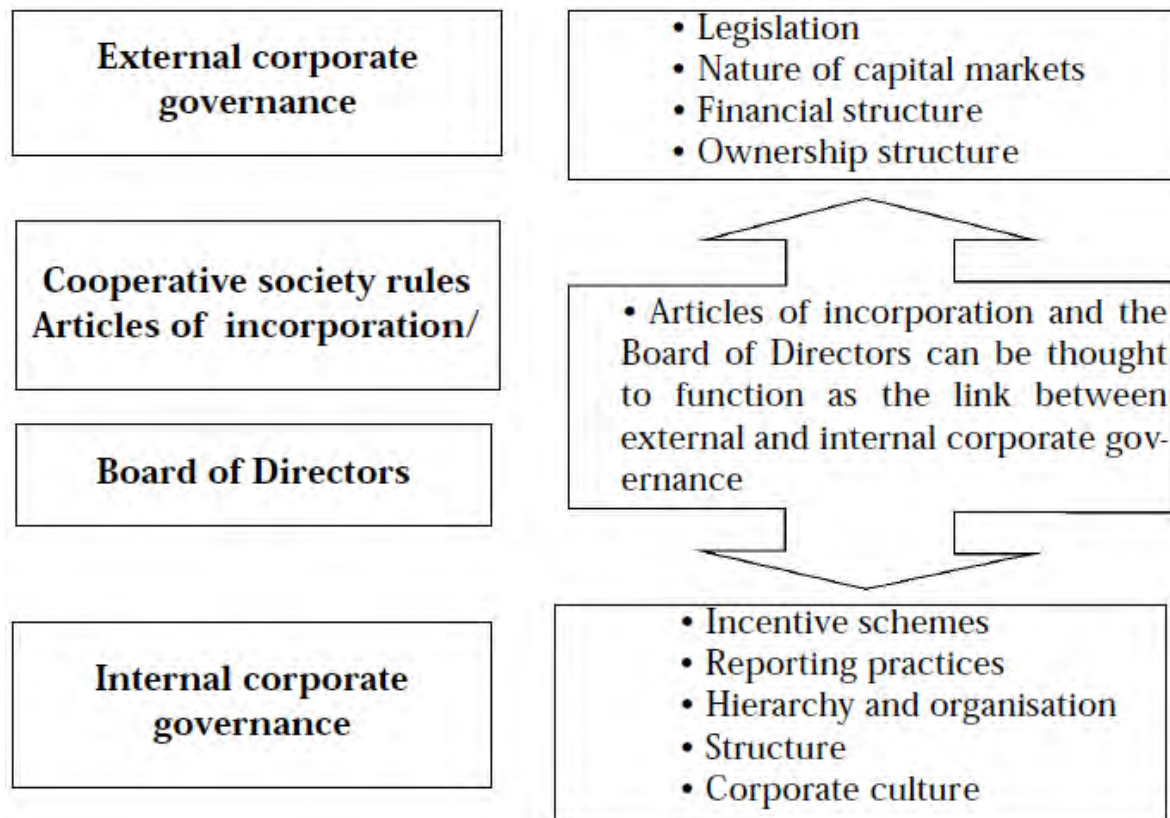 External corporate
governance
• Legislation
• Nature of capital markets
• Financial structure
• Ownership structure
Cooperative society rules
Articles of incorporation/
Board of Directors
• Articles of incorporation and the
Board of Directors can be thought
to function as the link between
external and internal corporate gov-
ernance
Internal corporate
governance
• Incentive schemes
• Reporting practices
• Hierarchy and organisation
• Structure
• Corporate culture